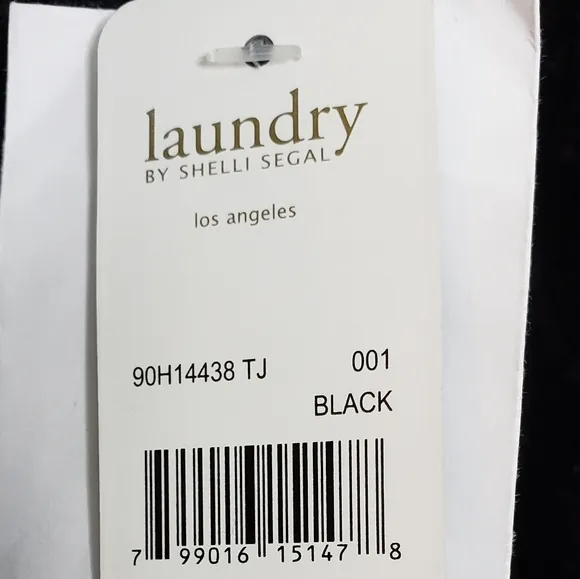 laundry
BY SHELLI SEGAL
los angeles
90H14438 TJ 001
BLACK
7 99016 15147 8